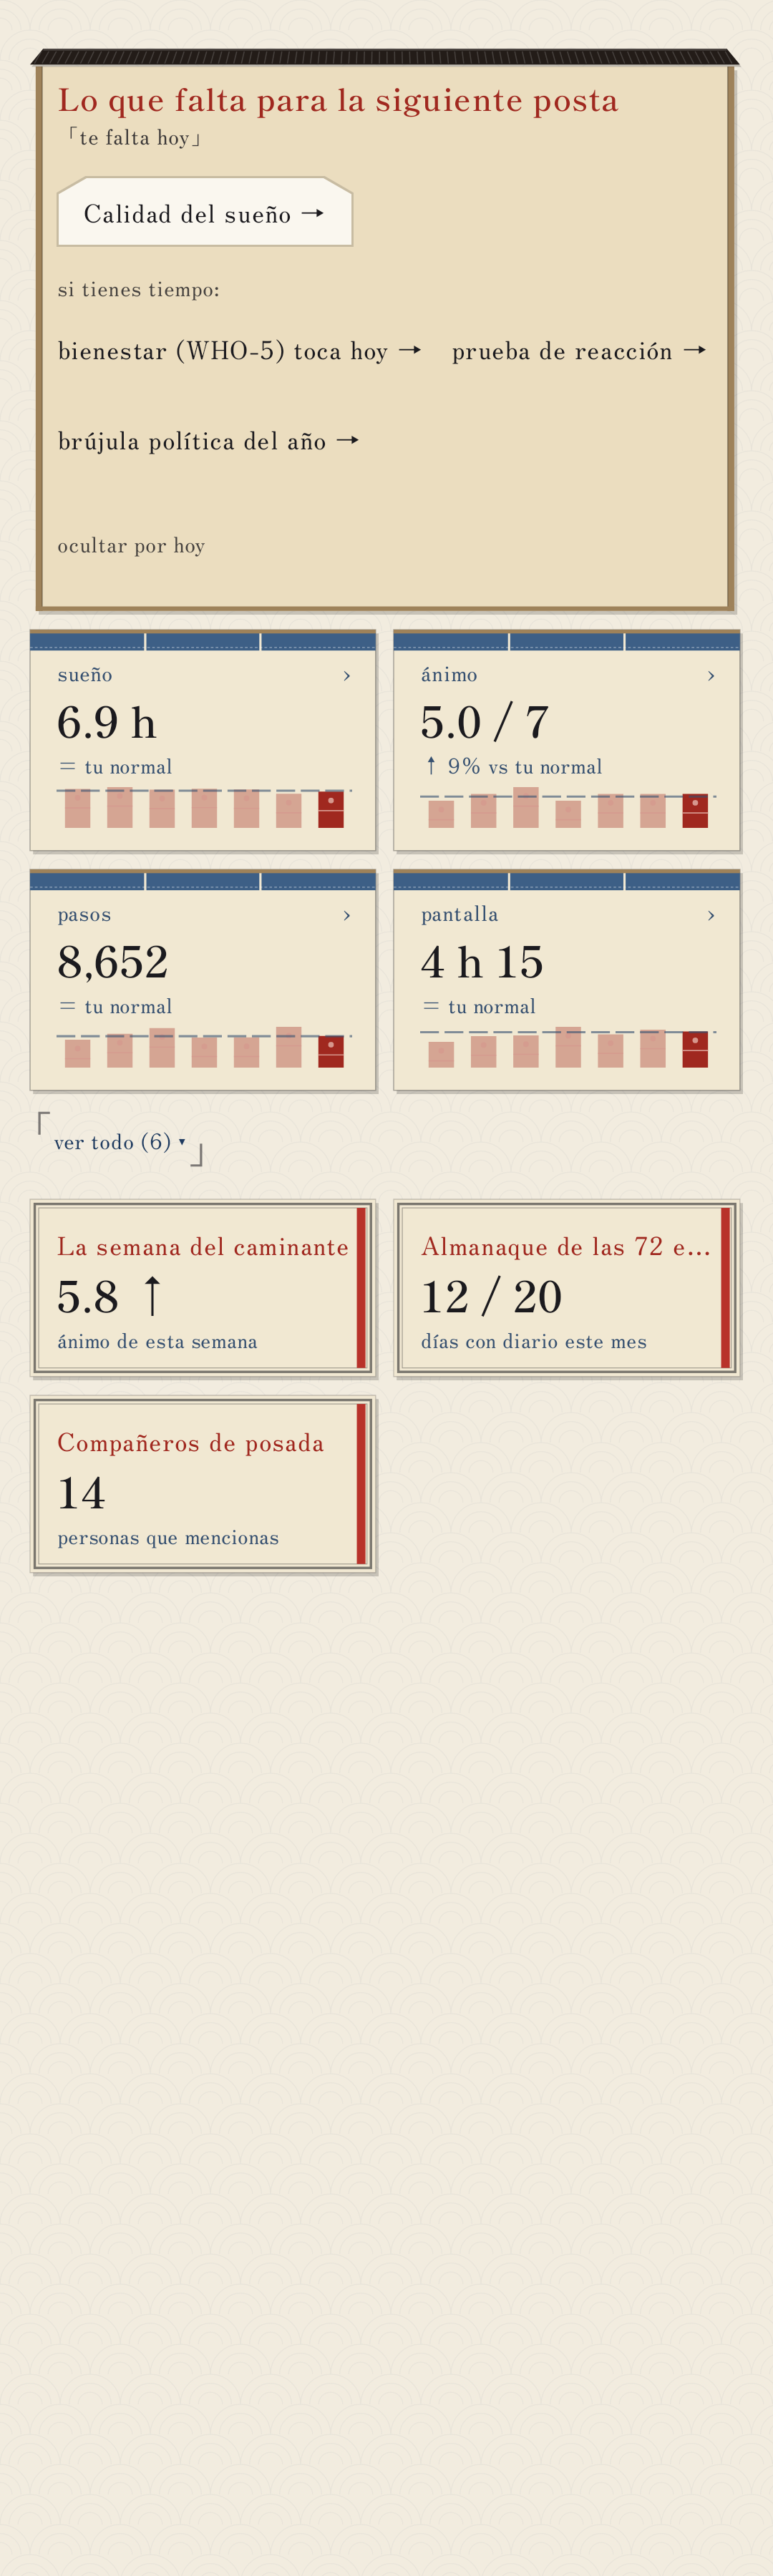 Lo que falta para la siguiente posta
「te falta hoy」
Calidad del sueño →
si tienes tiempo:
bienestar (WHO-5) toca hoy → prueba de reacción →
brújula política del año →
ocultar por hoy
sueño ›
6.9 h
= tu normal
ánimo ›
5.0 / 7
↑ 9% vs tu normal
pasos ›
8,652
= tu normal
pantalla ›
4 h 15
= tu normal
「ver todo (6) ▾」
La semana del caminante
5.8 ↑
ánimo de esta semana
Almanaque de las 72 e…
12 / 20
días con diario este mes
Compañeros de posada
14
personas que mencionas